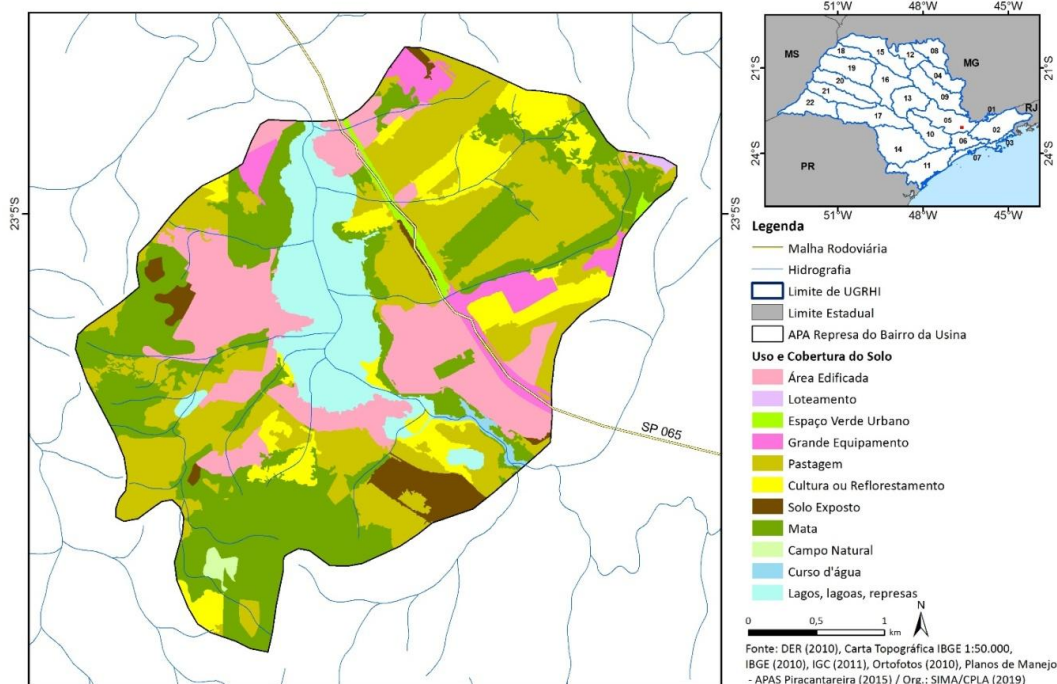 23°5'S
SP 065
23°5'S
51°W 48°W 45°W
MS
MG
RJ
PR
21°S
24°S
21°S
24°S
18 15 12 08
19 16 04
20
21 13 09
22 17 05 01
10 02
06 03
14 07
11
51°W 48°W 45°W
Legenda
Malha Rodoviária
Hidrografia
Limite de UGRHI
Limite Estadual
APA Represa do Bairro da Usina
Uso e Cobertura do Solo
Área Edificada
Loteamento
Espaço Verde Urbano
Grande Equipamento
Pastagem
Cultura ou Reflorestamento
Solo Exposto
Mata
Campo Natural
Curso d'água
Lagos, lagoas, represas
N
0 0,5 1
km
Fonte: DER (2010), Carta Topográfica IBGE 1:50.000,
IBGE (2010), IGC (2011), Ortofotos (2010), Planos de Manejo
- APAS Piracantareira (2015) / Org.: SIMA/CPLA (2019)